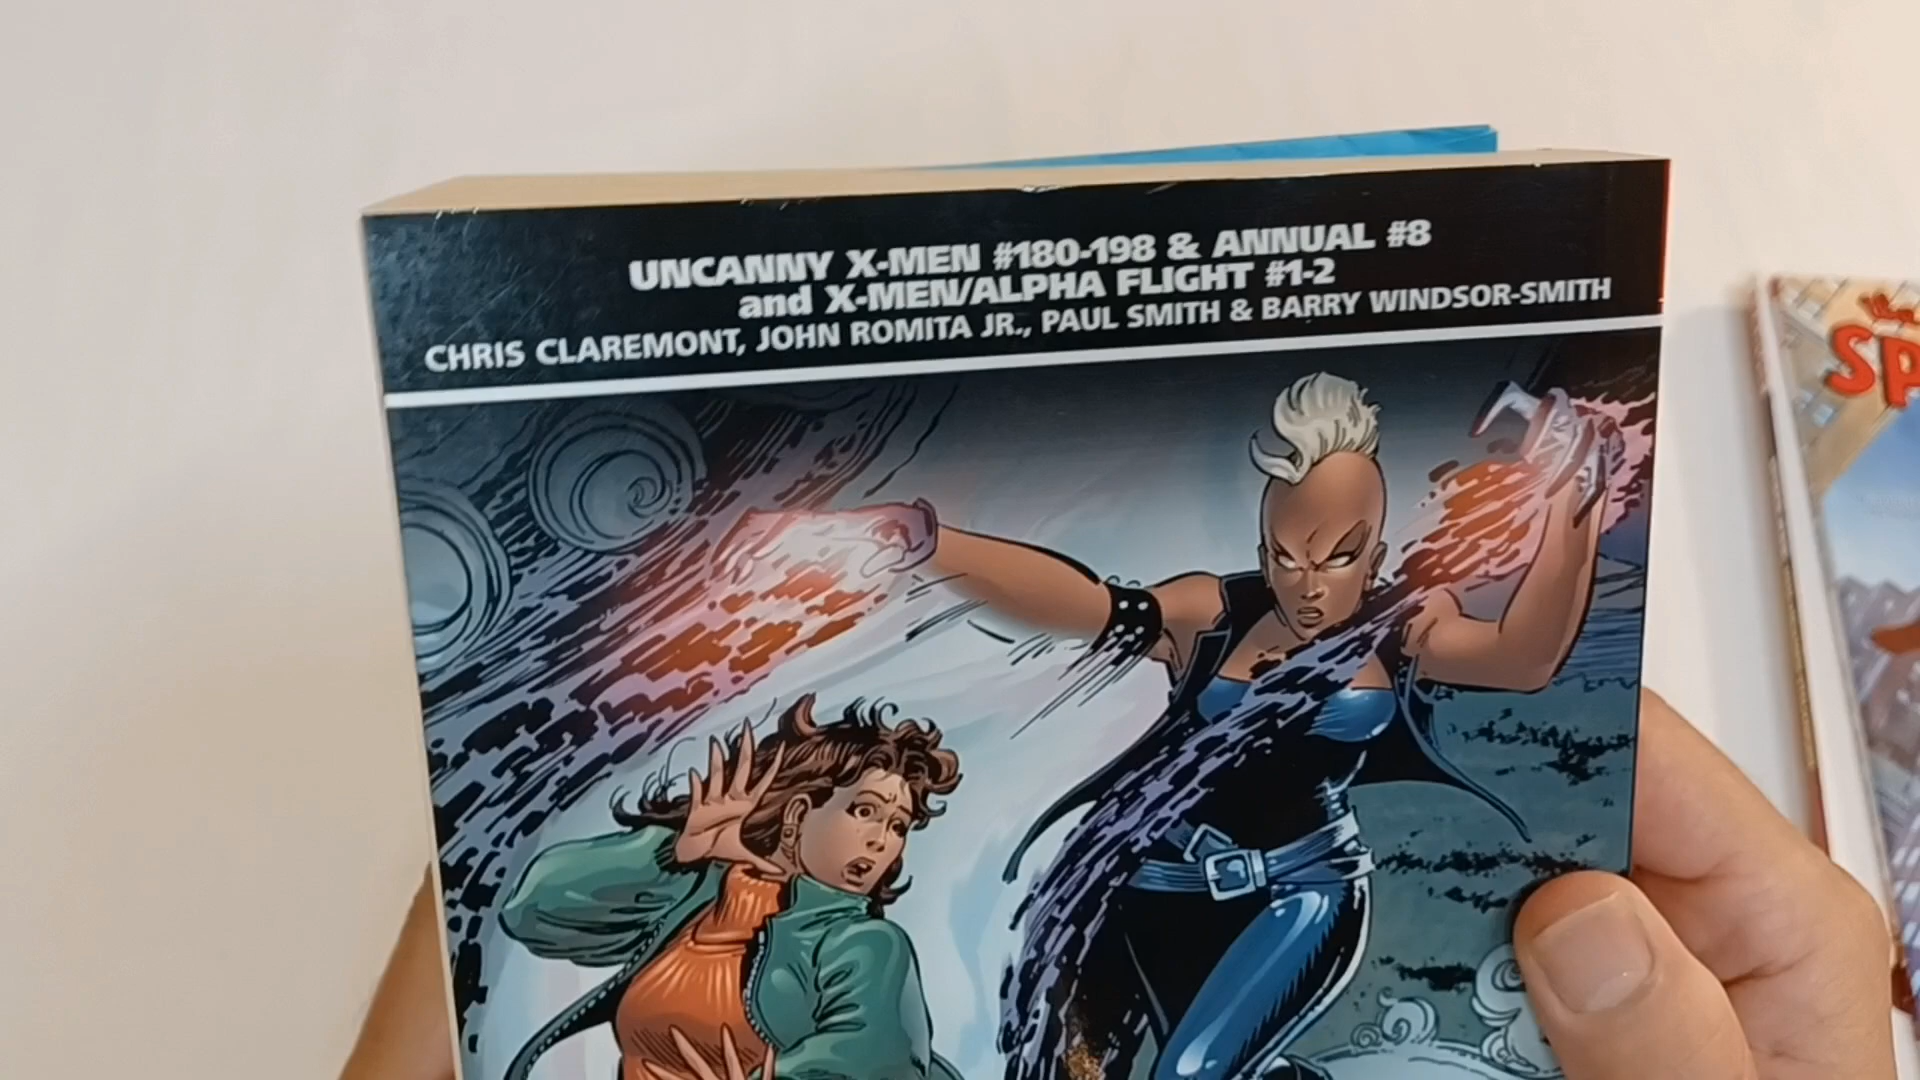 UNCANNY X-MEN #180-198 & ANNUAL #8
and X-MEN/ALPHA FLIGHT #1-2
CHRIS CLAREMONT, JOHN ROMITA JR., PAUL SMITH & BARRY WINDSOR-SMITH